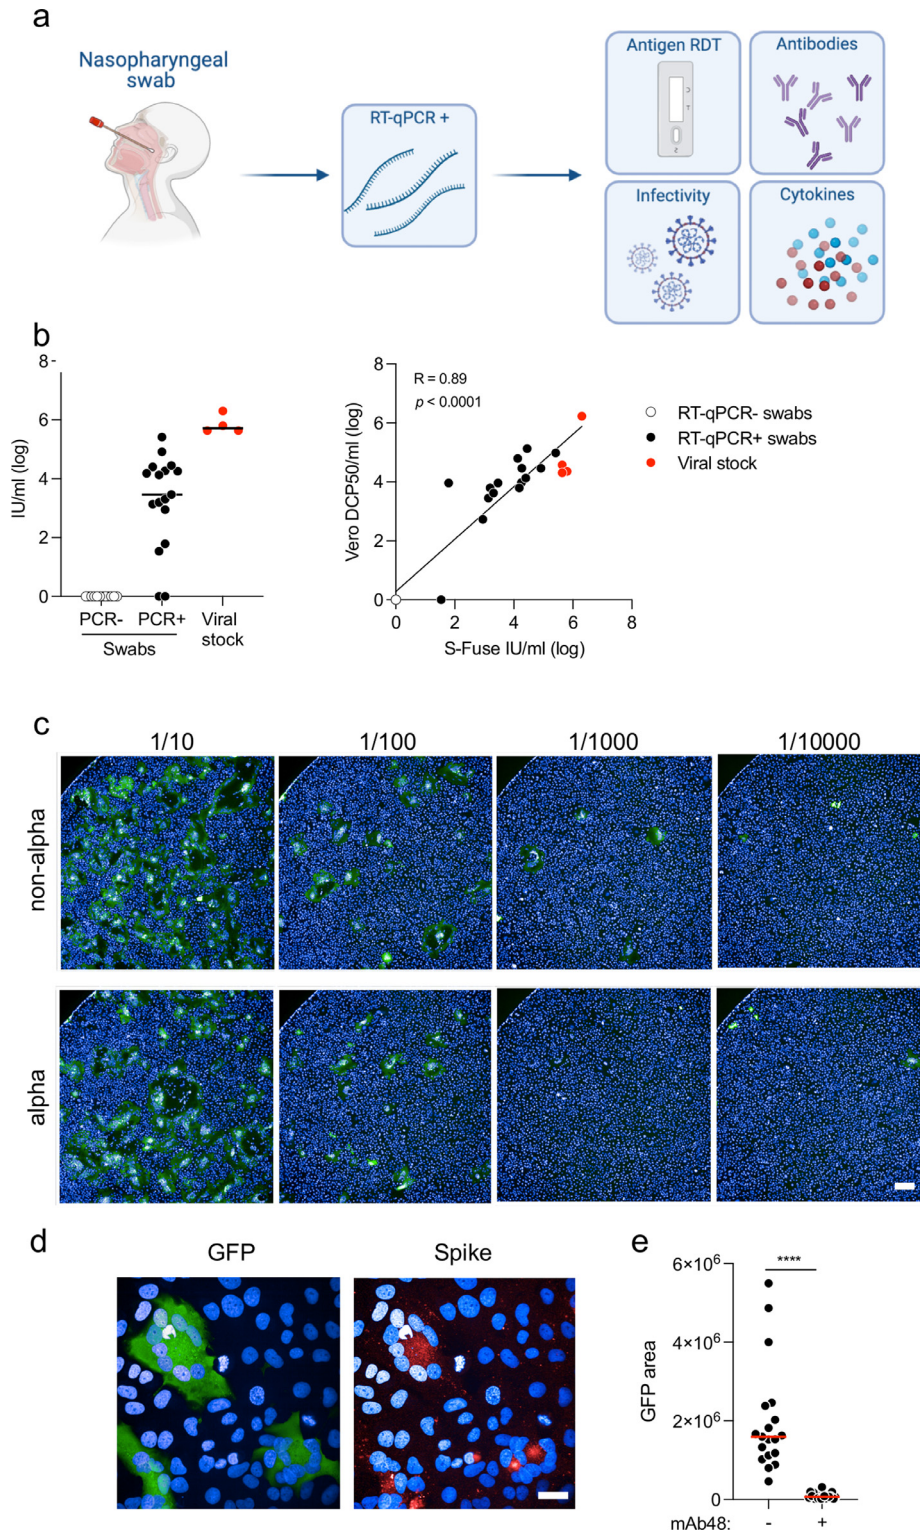 a
Nasopharyngeal
swab
RT-qPCR +
Antigen RDT
C
T
S
Antibodies
Infectivity
Cytokines
b
8
6
4
2
0
IU/ml (log)
PCR-
PCR+
Viral
stock
Swabs
8
6
4
2
0
Vero DCP50/ml (log)
R = 0.89
p < 0.0001
0
2
4
6
8
S-Fuse IU/ml (log)
RT-qPCR- swabs
RT-qPCR+ swabs
Viral stock
c
1/10
1/100
1/1000
1/10000
non-alpha
alpha
d
GFP
Spike
e
6×10⁶
4×10⁶
2×10⁶
0
GFP area
****
mAb48:
-
+